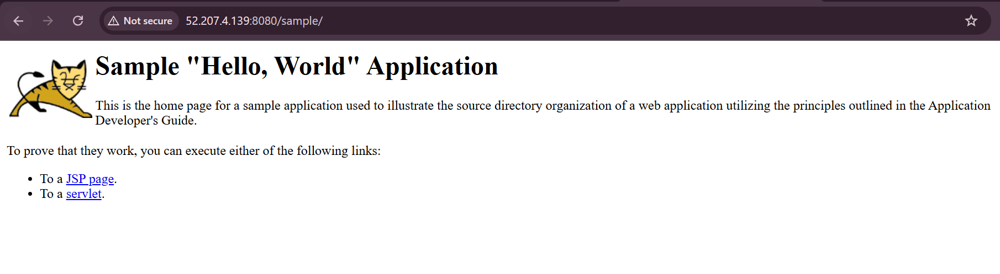 Not secure 52.207.4.139:8080/sample/
Sample "Hello, World" Application
This is the home page for a sample application used to illustrate the source directory organization of a web application utilizing the principles outlined in the Application
Developer's Guide.
To prove that they work, you can execute either of the following links:
• To a JSP page.
• To a servlet.